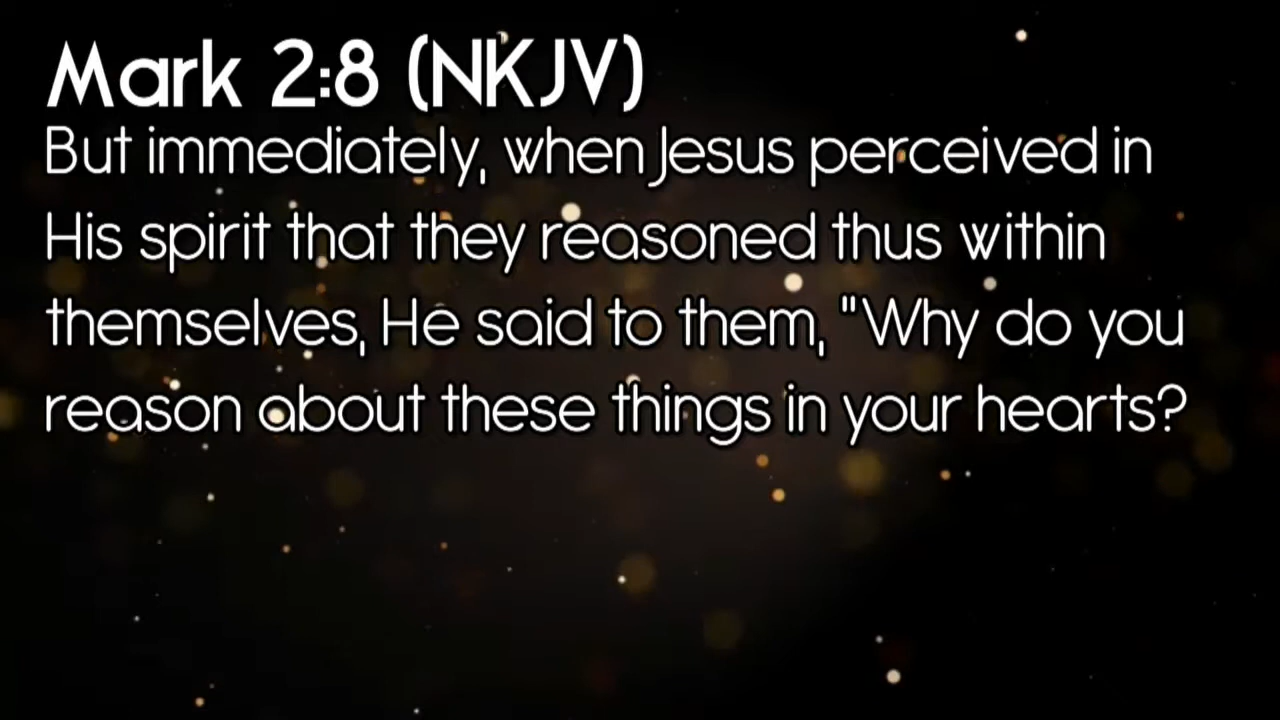 Mark 2:8 (NKJV)
But immediately, when Jesus perceived in
His spirit that they reasoned thus within
themselves, He said to them, "Why do you
reason about these things in your hearts?